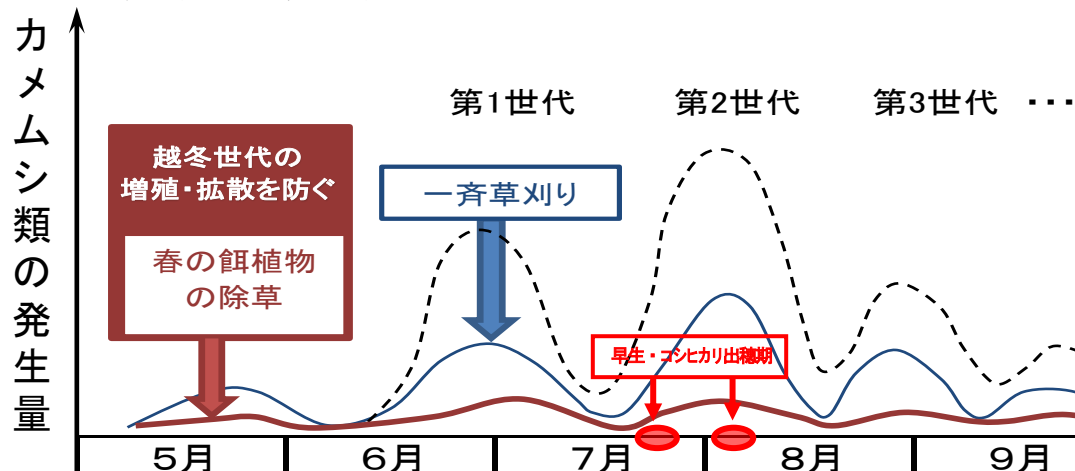 カメムシ類の発生量
第1世代
第2世代
第3世代 ・・・
越冬世代の
増殖・拡散を防ぐ
春の餌植物
の除草
一斉草刈り
早生・コシヒカリ出穂期
5月
6月
7月
8月
9月